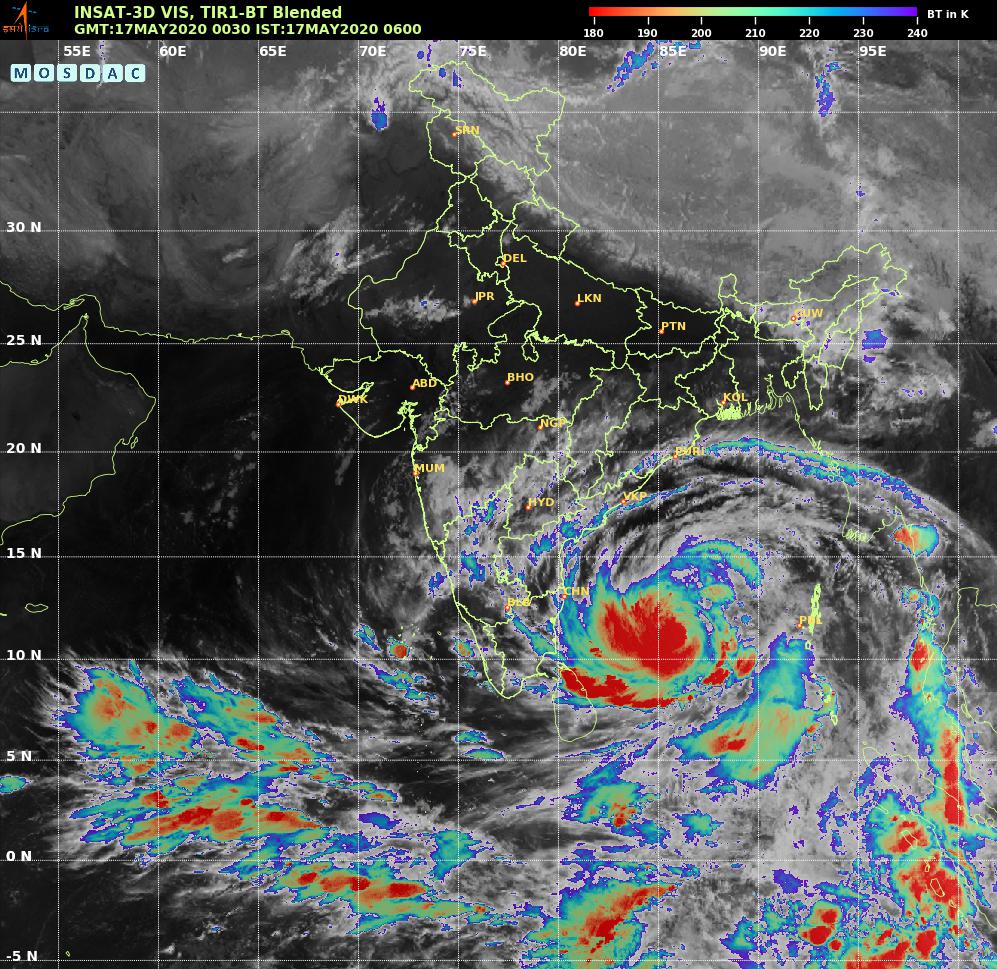 INSAT-3D VIS, TIR1-BT Blended
GMT:17MAY2020 0030 IST:17MAY2020 0600
180 190 200 210 220 230 240 BT in K
55E 60E 65E 70E 75E 80E 85E 90E 95E
MOSDAC
SRN
30 N
DEL
JPR LKN GUW
PTN
25 N
ABD BHO
DWK KOL
NGP
20 N PURI
MUM
HYD VKP
15 N
BLR CHN
PBL
10 N
5 N
0 N
-5 N